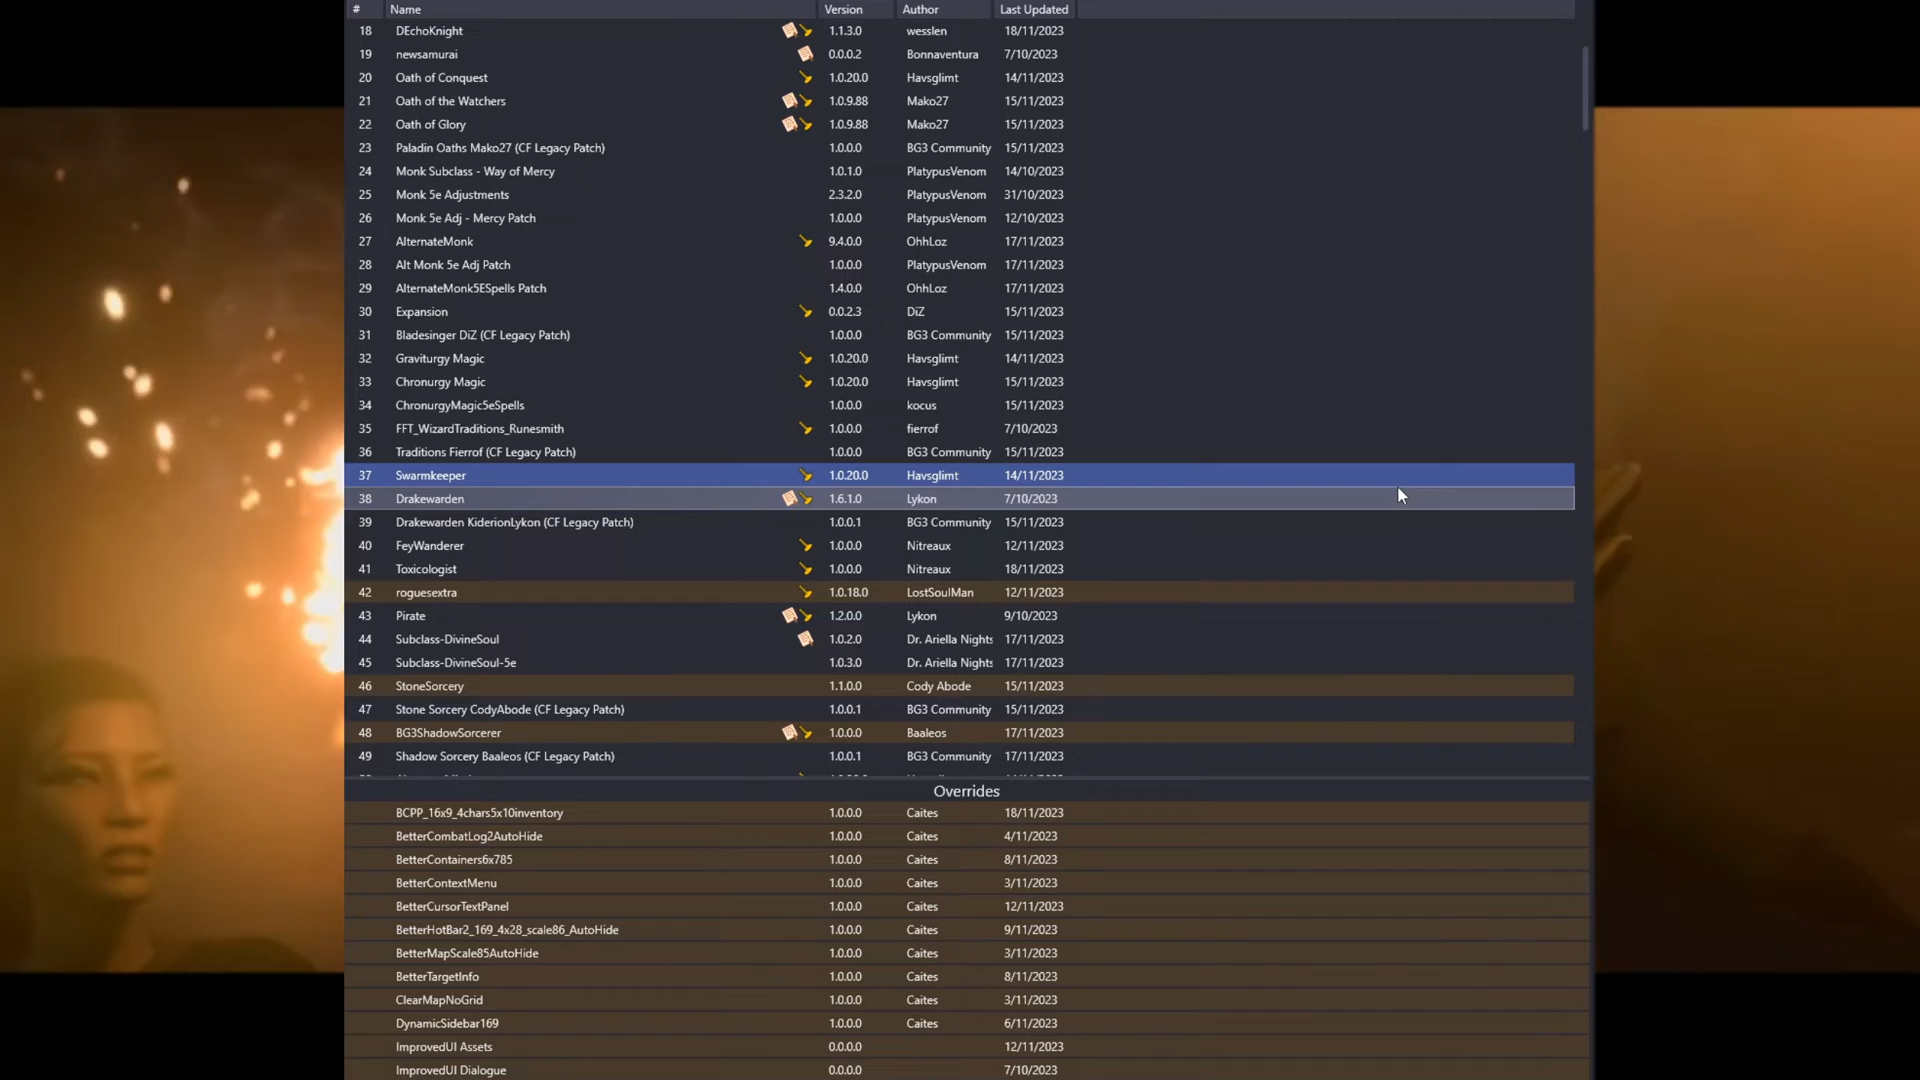 # Name Version Author Last Updated
18 DEchoKnight 1.1.3.0 wesslen 18/11/2023
19 newsamurai 0.0.0.2 Bonnaventura 7/10/2023
20 Oath of Conquest 1.0.20.0 Havsglimt 14/11/2023
21 Oath of the Watchers 1.0.9.88 Mako27 15/11/2023
22 Oath of Glory 1.0.9.88 Mako27 15/11/2023
23 Paladin Oaths Mako27 (CF Legacy Patch) 1.0.0.0 BG3 Community 15/11/2023
24 Monk Subclass - Way of Mercy 1.0.1.0 PlatypusVenom 14/10/2023
25 Monk 5e Adjustments 2.3.2.0 PlatypusVenom 31/10/2023
26 Monk 5e Adj - Mercy Patch 1.0.0.0 PlatypusVenom 12/10/2023
27 AlternateMonk 9.4.0.0 OhhLoz 17/11/2023
28 Alt Monk 5e Adj Patch 1.0.0.0 PlatypusVenom 17/11/2023
29 AlternateMonk5ESpells Patch 1.4.0.0 OhhLoz 17/11/2023
30 Expansion 0.0.2.3 DiZ 15/11/2023
31 Bladesinger DiZ (CF Legacy Patch) 1.0.0.0 BG3 Community 15/11/2023
32 Graviturgy Magic 1.0.20.0 Havsglimt 14/11/2023
33 Chronurgy Magic 1.0.20.0 Havsglimt 15/11/2023
34 ChronurgyMagic5eSpells 1.0.0.0 kocus 15/11/2023
35 FFT_WizardTraditions_Runesmith 1.0.0.0 fierrof 7/10/2023
36 Traditions Fierrof (CF Legacy Patch) 1.0.0.0 BG3 Community 15/11/2023
37 Swarmkeeper 1.0.20.0 Havsglimt 14/11/2023
38 Drakewarden 1.6.1.0 Lykon 7/10/2023
39 Drakewarden KiderionLykon (CF Legacy Patch) 1.0.0.1 BG3 Community 15/11/2023
40 FeyWanderer 1.0.0.0 Nitreaux 12/11/2023
41 Toxicologist 1.0.0.0 Nitreaux 18/11/2023
42 roguesextra 1.0.18.0 LostSoulMan 12/11/2023
43 Pirate 1.2.0.0 Lykon 9/10/2023
44 Subclass-DivineSoul 1.0.2.0 Dr. Ariella Nights 17/11/2023
45 Subclass-DivineSoul-5e 1.0.3.0 Dr. Ariella Nights 17/11/2023
46 StoneSorcery 1.1.0.0 Cody Abode 15/11/2023
47 Stone Sorcery CodyAbode (CF Legacy Patch) 1.0.0.1 BG3 Community 15/11/2023
48 BG3ShadowSorcerer 1.0.0.0 Baaleos 17/11/2023
49 Shadow Sorcery Baaleos (CF Legacy Patch) 1.0.0.1 BG3 Community 17/11/2023
Overrides
BCPP_16x9_4chars5x10inventory 1.0.0.0 Caites 18/11/2023
BetterCombatLog2AutoHide 1.0.0.0 Caites 4/11/2023
BetterContainers6x785 1.0.0.0 Caites 8/11/2023
BetterContextMenu 1.0.0.0 Caites 3/11/2023
BetterCursorTextPanel 1.0.0.0 Caites 12/11/2023
BetterHotBar2_169_4x28_scale86_AutoHide 1.0.0.0 Caites 9/11/2023
BetterMapScale85AutoHide 1.0.0.0 Caites 3/11/2023
BetterTargetInfo 1.0.0.0 Caites 8/11/2023
ClearMapNoGrid 1.0.0.0 Caites 3/11/2023
DynamicSidebar169 1.0.0.0 Caites 6/11/2023
ImprovedUI Assets 0.0.0.0 12/11/2023
ImprovedUI Dialogue 0.0.0.0 7/10/2023